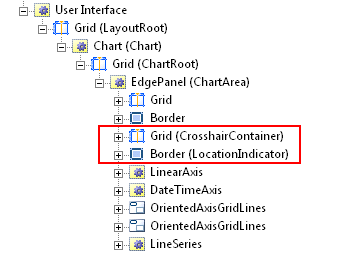 User Interface
Grid (LayoutRoot)
Chart (Chart)
Grid (ChartRoot)
EdgePanel (ChartArea)
Grid
Border
Grid (CrosshairContainer)
Border (LocationIndicator)
LinearAxis
DateTimeAxis
OrientedAxisGridLines
OrientedAxisGridLines
LineSeries